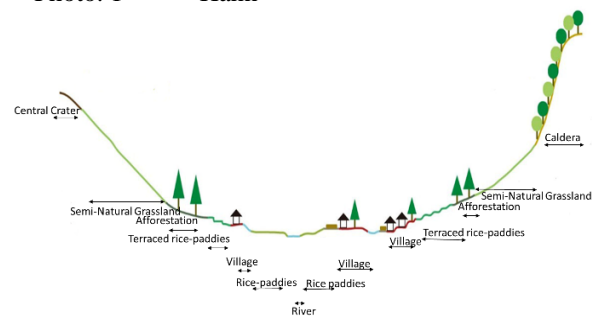 Central Crater
Caldera
Semi-Natural Grassland
Semi-Natural Grassland
Afforestation
Afforestation
Terraced rice-paddies
Terraced rice-paddies
Village
Village
Village
Rice-paddies
Rice paddies
River